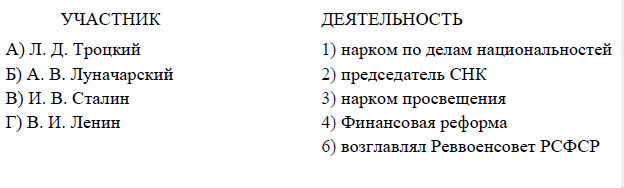 УЧАСТНИК ДЕЯТЕЛЬНОСТЬ
А) Л. Д. Троцкий 1) нарком по делам национальностей
Б) А. В. Луначарский 2) председатель СНК
В) И. В. Сталин 3) нарком просвещения
Г) В. И. Ленин 4) Финансовая реформа
6) возглавлял Реввоенсовет РСФСР